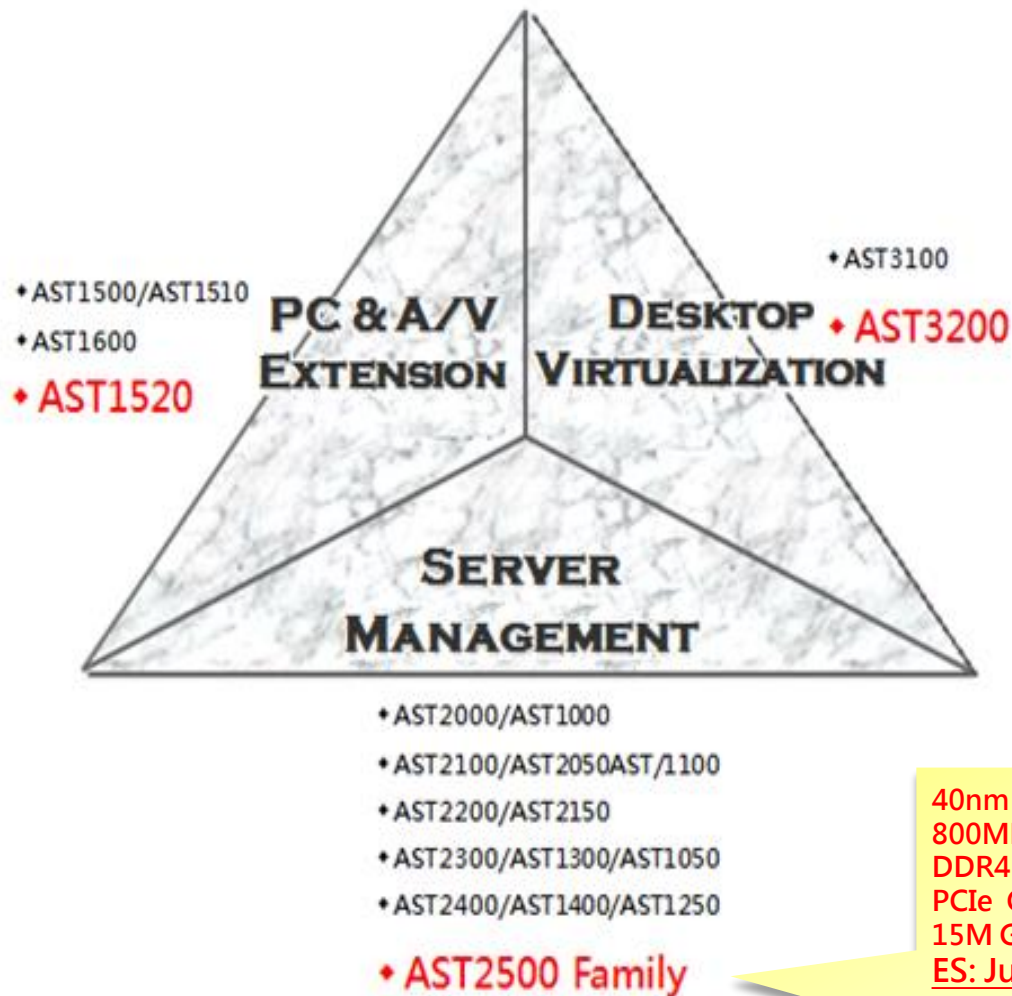 ◆AST1500/AST1510
◆AST1600
◆ AST1520
PC & A/V
EXTENSION
DESKTOP
VIRTUALIZATION
◆AST3100
◆ AST3200
SERVER
MANAGEMENT
◆AST2000/AST1000
◆AST2100/AST2050AST/1100
◆AST2200/AST2150
◆AST2300/AST1300/AST1050
◆AST2400/AST1400/AST1250
◆ AST2500 Family
40nm
DDR4
PCIe
15M
ES: